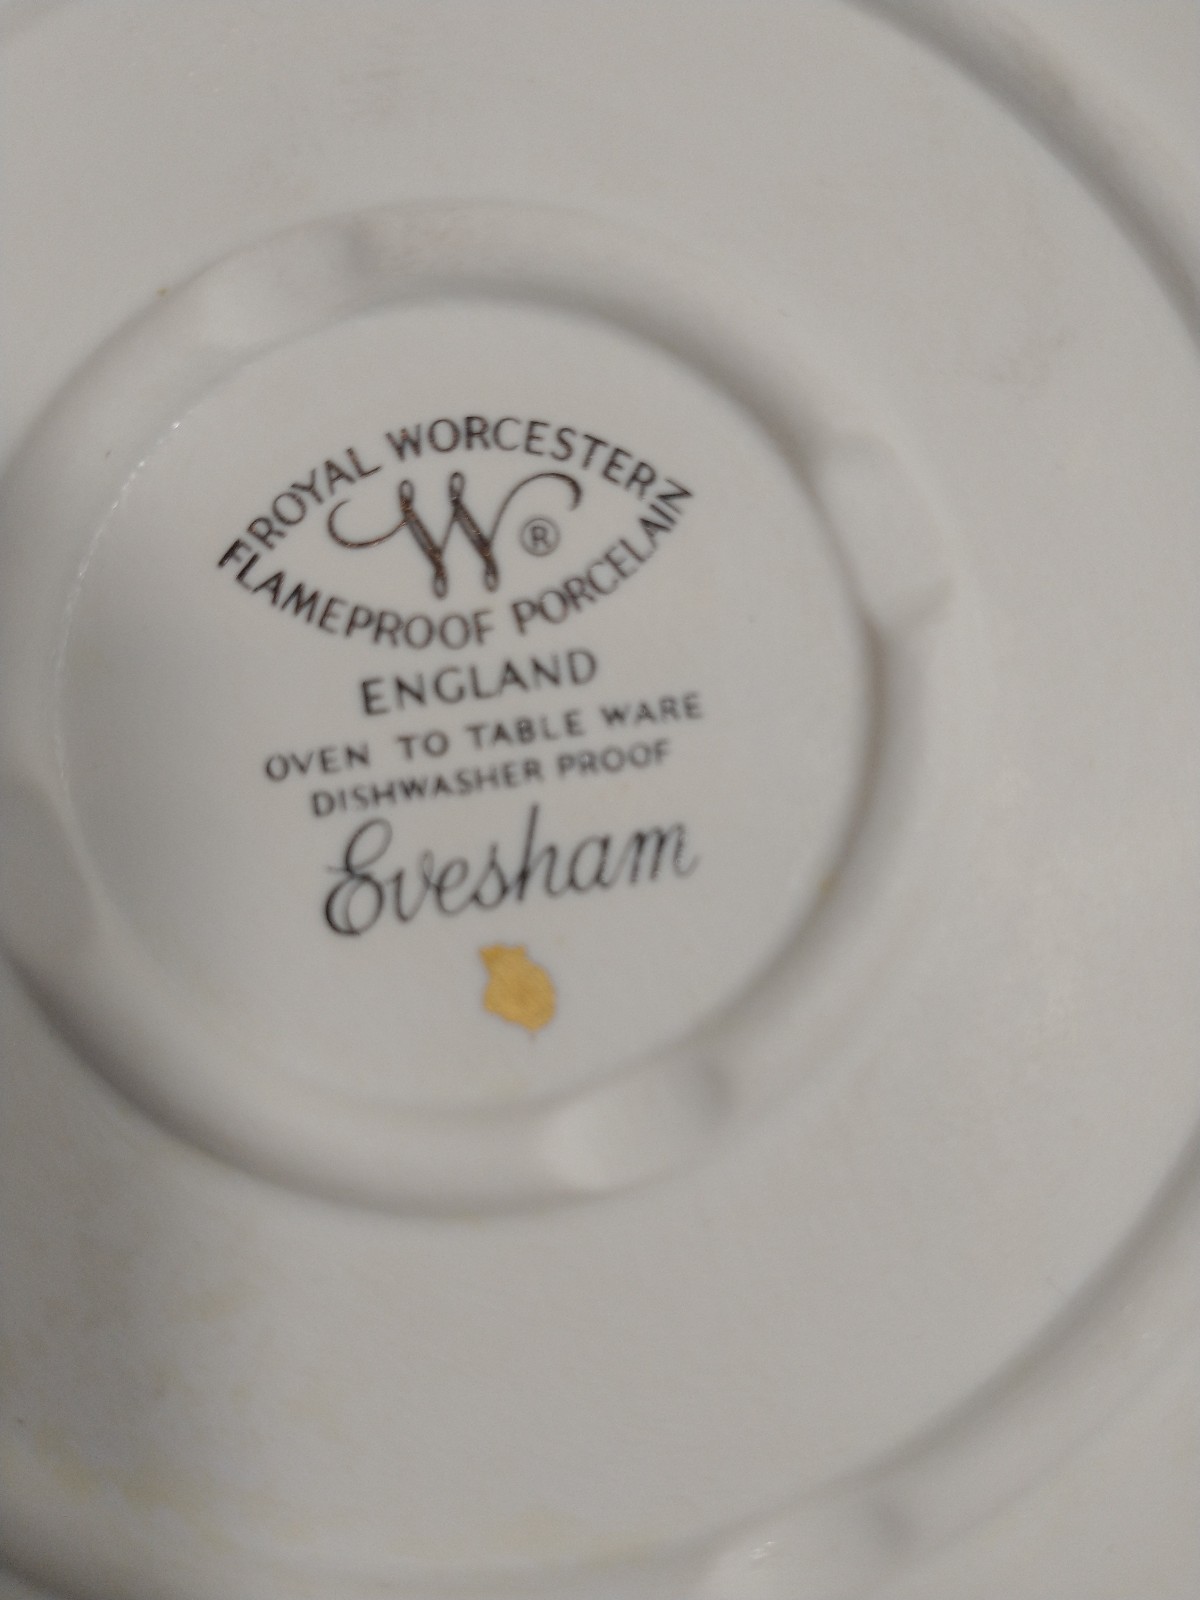 ROYAL WORCESTER
W ®
FLAMEPROOF PORCELAIN
ENGLAND
OVEN TO TABLE WARE
DISHWASHER PROOF
Evesham